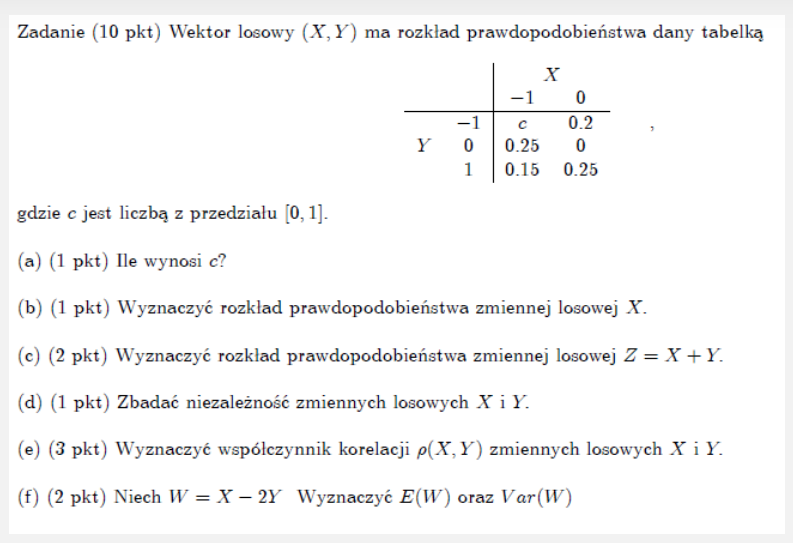 Zadanie (10 pkt) Wektor losowy (X, Y) ma rozkład prawdopodobieństwa dany tabelką
X
−1 0
−1 c 0.2 ,
Y 0 0.25 0
1 0.15 0.25
gdzie c jest liczbą z przedziału [0, 1].
(a) (1 pkt) Ile wynosi c?
(b) (1 pkt) Wyznaczyć rozkład prawdopodobieństwa zmiennej losowej X.
(c) (2 pkt) Wyznaczyć rozkład prawdopodobieństwa zmiennej losowej Z = X + Y.
(d) (1 pkt) Zbadać niezależność zmiennych losowych X i Y.
(e) (3 pkt) Wyznaczyć współczynnik korelacji ρ(X, Y) zmiennych losowych X i Y.
(f) (2 pkt) Niech W = X − 2Y Wyznaczyć E(W) oraz Var(W)